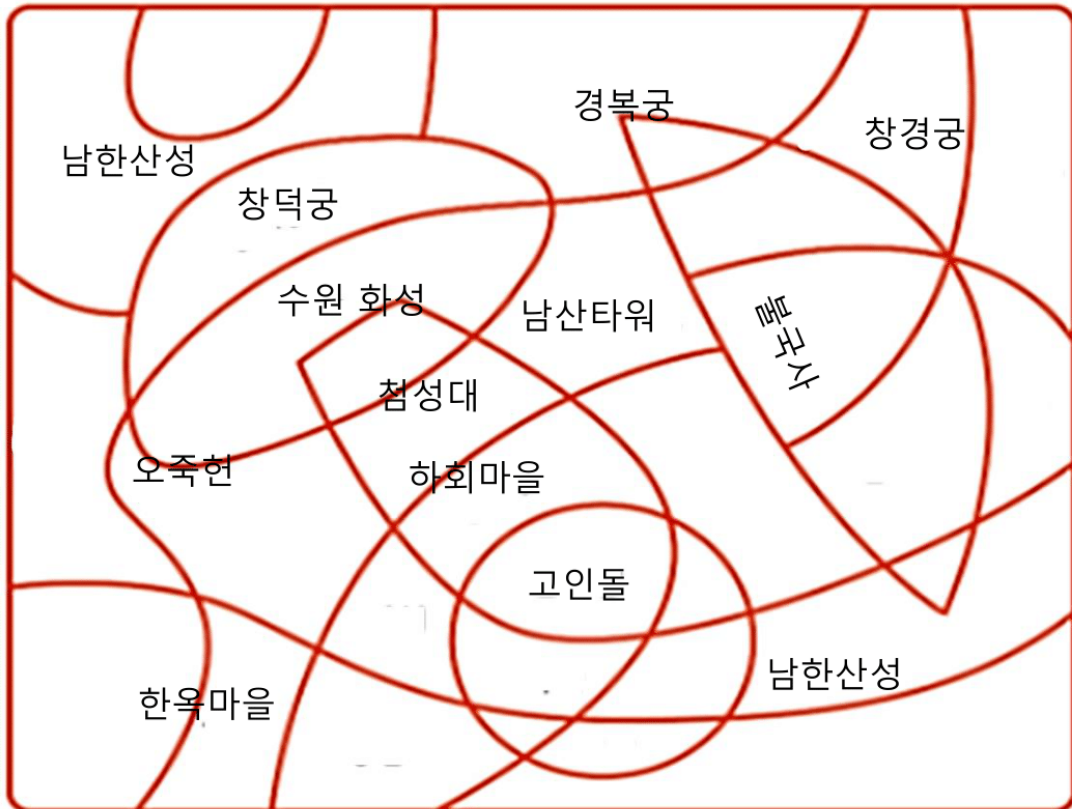 경복궁
창경궁
남한산성
창덕궁
수원 화성
남산타워
불국사
첨성대
오죽헌
하회마을
고인돌
남한산성
한옥마을